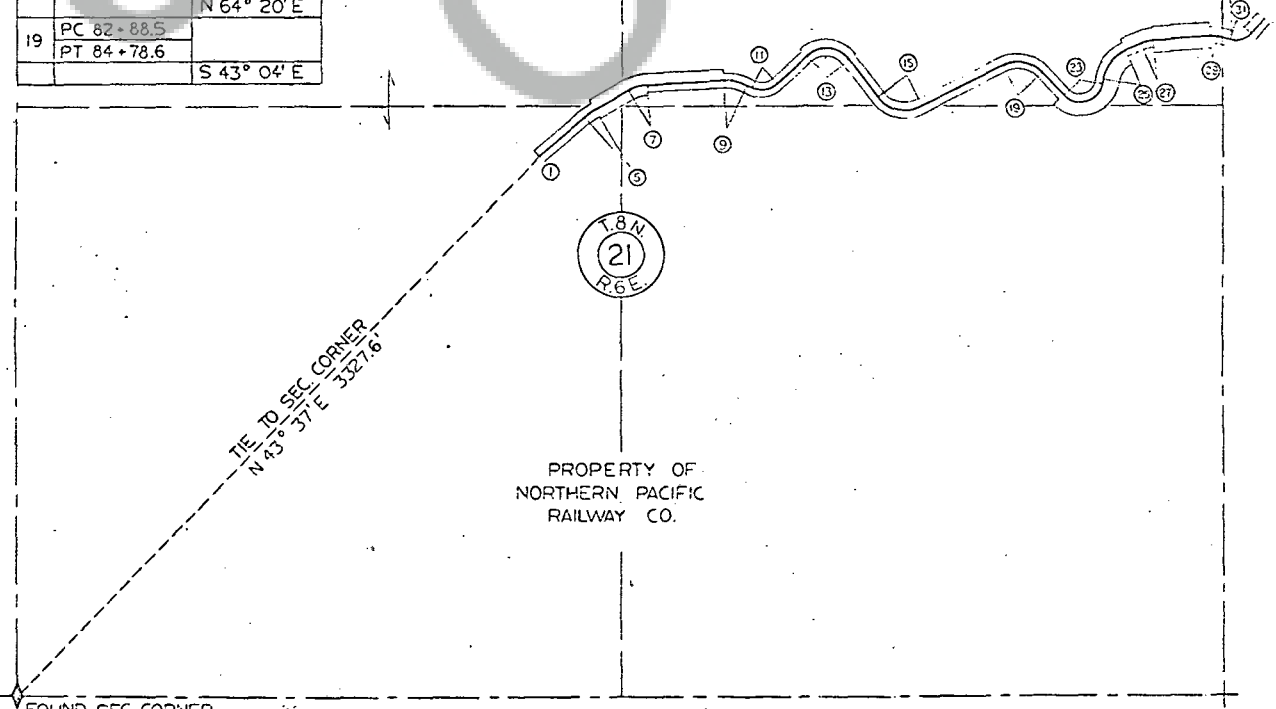 N 64° 20' E
19 PC 82+88.5
PT 84+78.6
S 43° 04' E
31
11
15
23
29
13
19
25 27
7
9
1
5
T.8 N.
21
R.6 E.
TIE TO SEC. CORNER
N 43° 37' E 3327.6'
PROPERTY OF
NORTHERN PACIFIC
RAILWAY CO.
FOUND SEC. CORNER